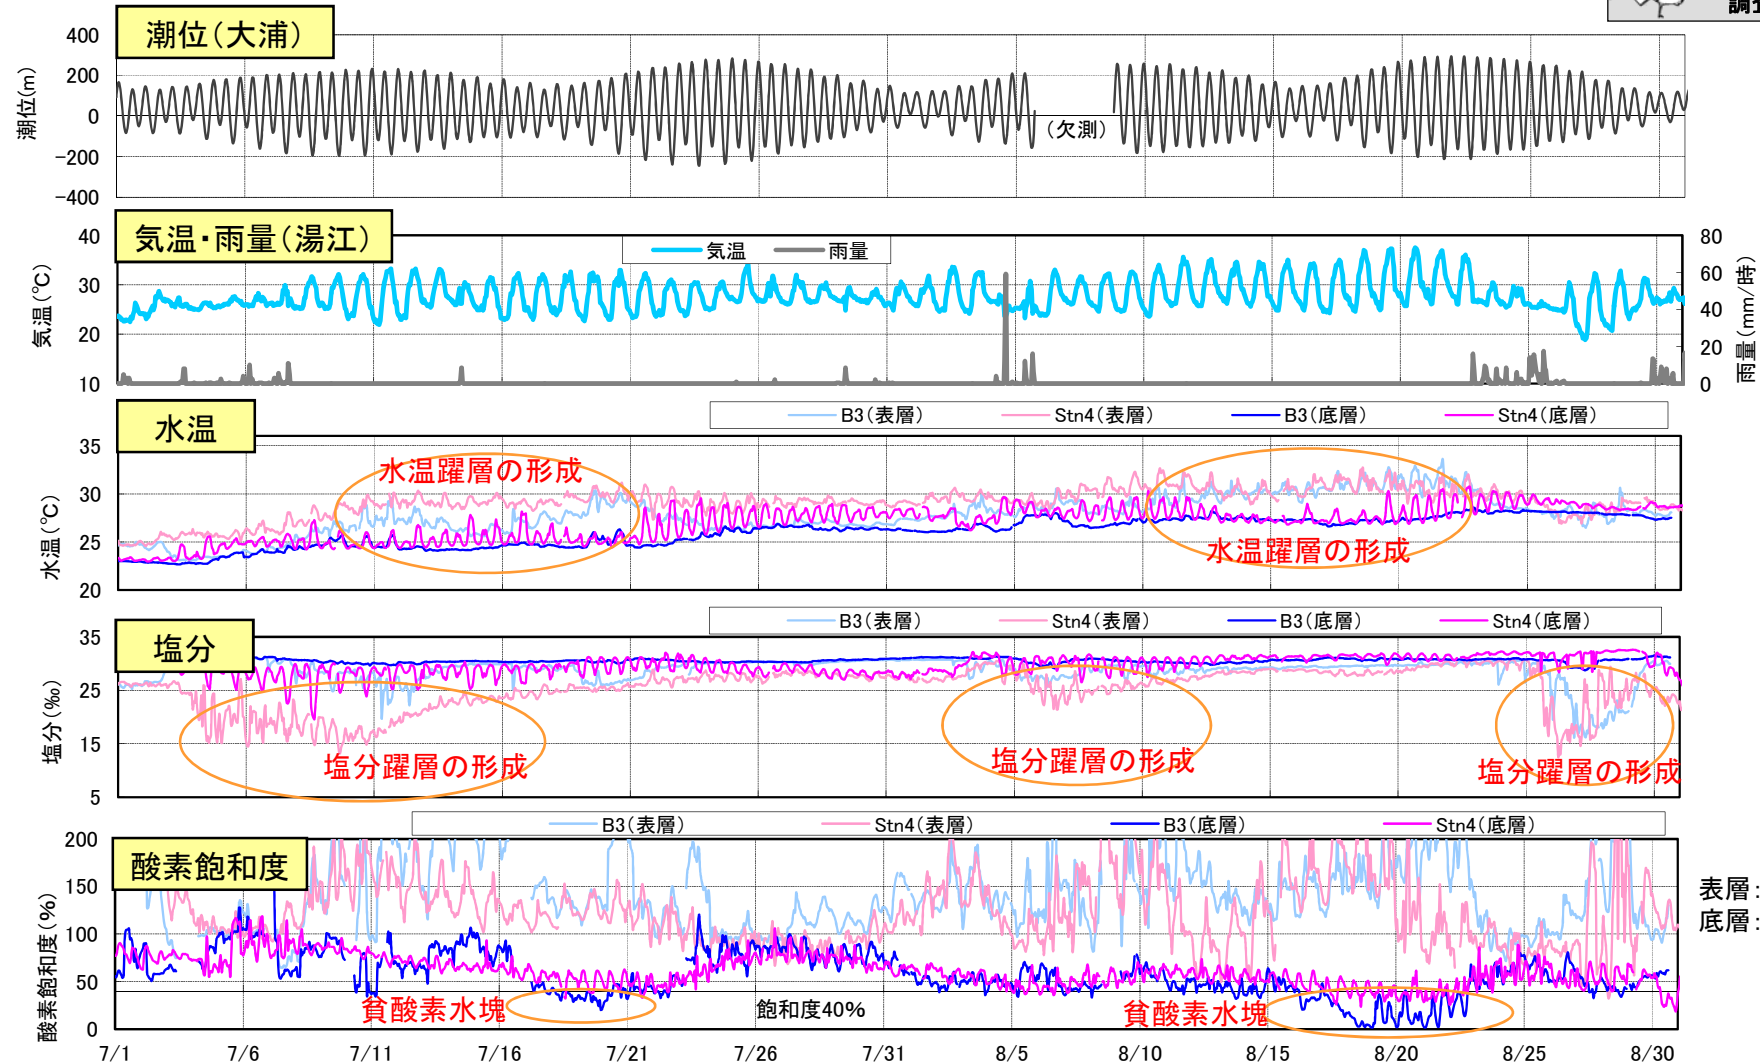 調査
潮位(大浦)
潮位(m)
400
200
0
-200
-400
(欠測)
気温・雨量(湯江)
気温 雨量
気温(℃)
40
30
20
10
80
60
40
20
0
雨量(mm/時)
B3(表層) Stn4(表層) B3(底層) Stn4(底層)
水温
水温(℃)
35
30
25
20
水温躍層の形成
水温躍層の形成
B3(表層) Stn4(表層) B3(底層) Stn4(底層)
塩分
塩分(‰)
35
25
15
5
塩分躍層の形成
塩分躍層の形成
塩分躍層の形成
B3(表層) Stn4(表層) B3(底層) Stn4(底層)
酸素飽和度
酸素飽和度(%)
200
150
100
50
0
貧酸素水塊
飽和度40%
貧酸素水塊
表層:
底層:
7/1 7/6 7/11 7/16 7/21 7/26 7/31 8/5 8/10 8/15 8/20 8/25 8/30